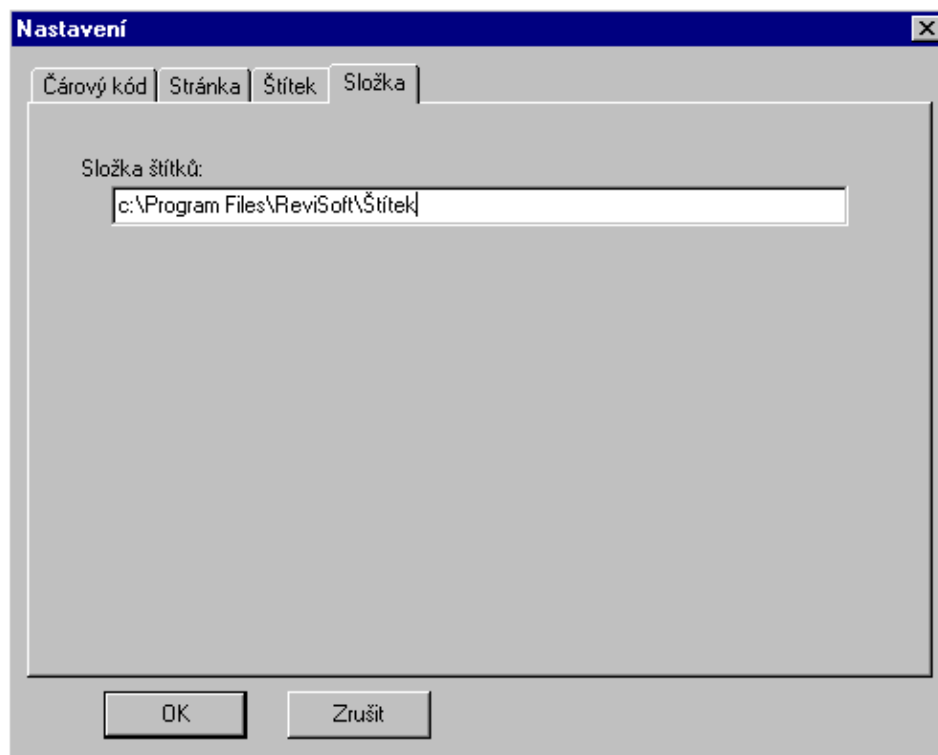 Nastavení
Čárový kód Stránka Štítek Složka
Složka štítků:
c:\Program Files\ReviSoft\Štítek
OK Zrušit